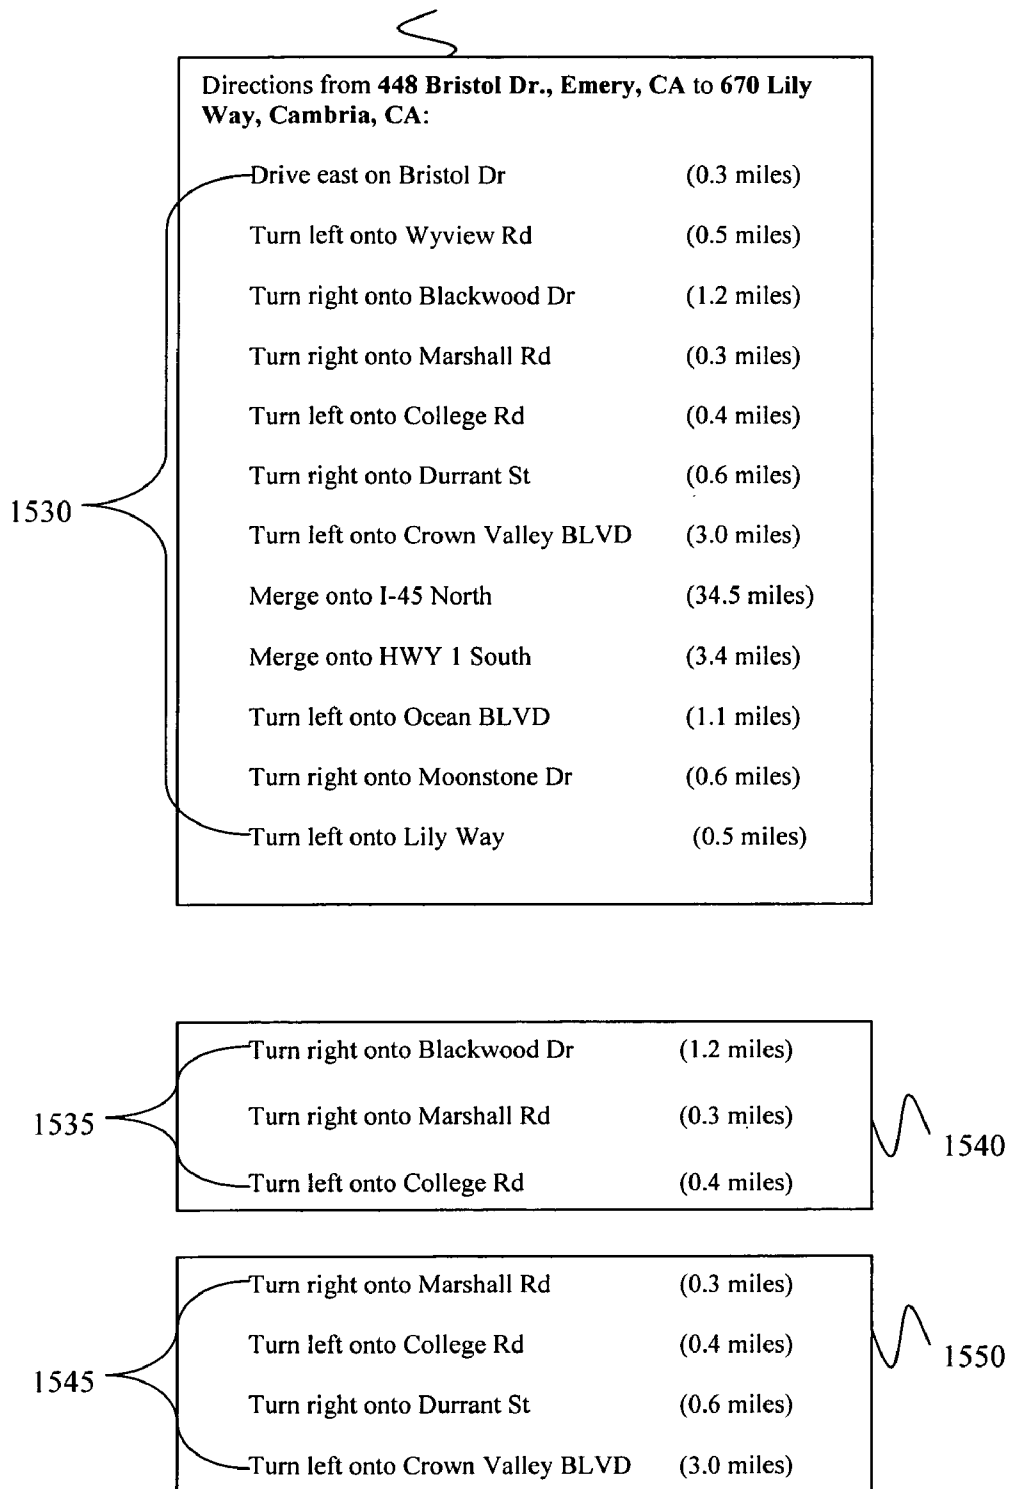 Directions from 448 Bristol Dr., Emery, CA to 670 Lily
Way, Cambria, CA:
Drive east on Bristol Dr (0.3 miles)
Turn left onto Wyview Rd (0.5 miles)
Turn right onto Blackwood Dr (1.2 miles)
Turn right onto Marshall Rd (0.3 miles)
Turn left onto College Rd (0.4 miles)
Turn right onto Durrant St (0.6 miles)
1530
Turn left onto Crown Valley BLVD (3.0 miles)
Merge onto I-45 North (34.5 miles)
Merge onto HWY 1 South (3.4 miles)
Turn left onto Ocean BLVD (1.1 miles)
Turn right onto Moonstone Dr (0.6 miles)
Turn left onto Lily Way (0.5 miles)
Turn right onto Blackwood Dr (1.2 miles)
1535 Turn right onto Marshall Rd (0.3 miles)
1540
Turn left onto College Rd (0.4 miles)
Turn right onto Marshall Rd (0.3 miles)
Turn left onto College Rd (0.4 miles)
1550
1545
Turn right onto Durrant St (0.6 miles)
Turn left onto Crown Valley BLVD (3.0 miles)